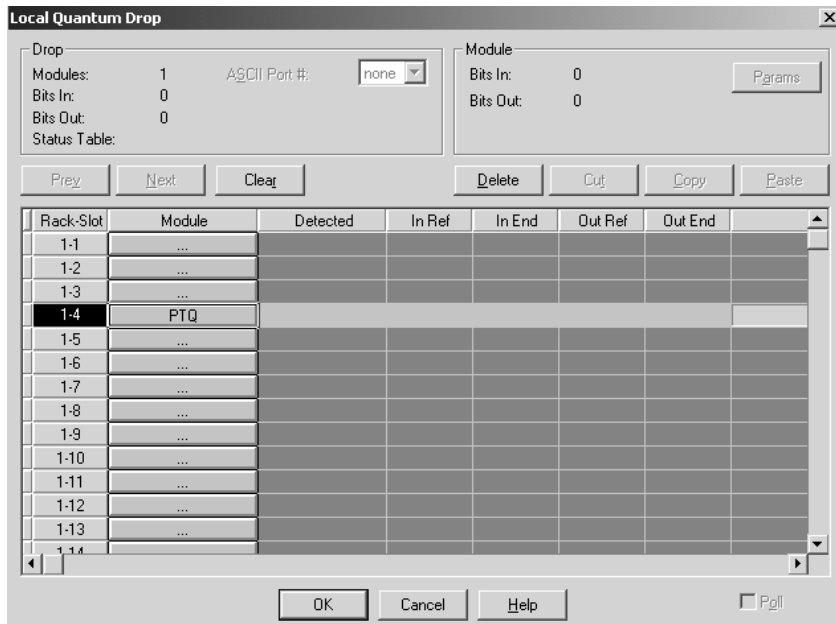 Local Quantum Drop
Drop
Modules: 1 ASCII Port #: none
Bits In: 0
Bits Out: 0
Status Table:
Module
Bits In: 0
Bits Out: 0
Params
Prev Next Clear Delete Cut Copy Paste
Rack-Slot Module Detected In Ref In End Out Ref Out End
1-1 ...
1-2 ...
1-3 ...
1-4 PTQ
1-5 ...
1-6 ...
1-7 ...
1-8 ...
1-9 ...
1-10 ...
1-11 ...
1-12 ...
1-13 ...
1-14
OK Cancel Help Poll